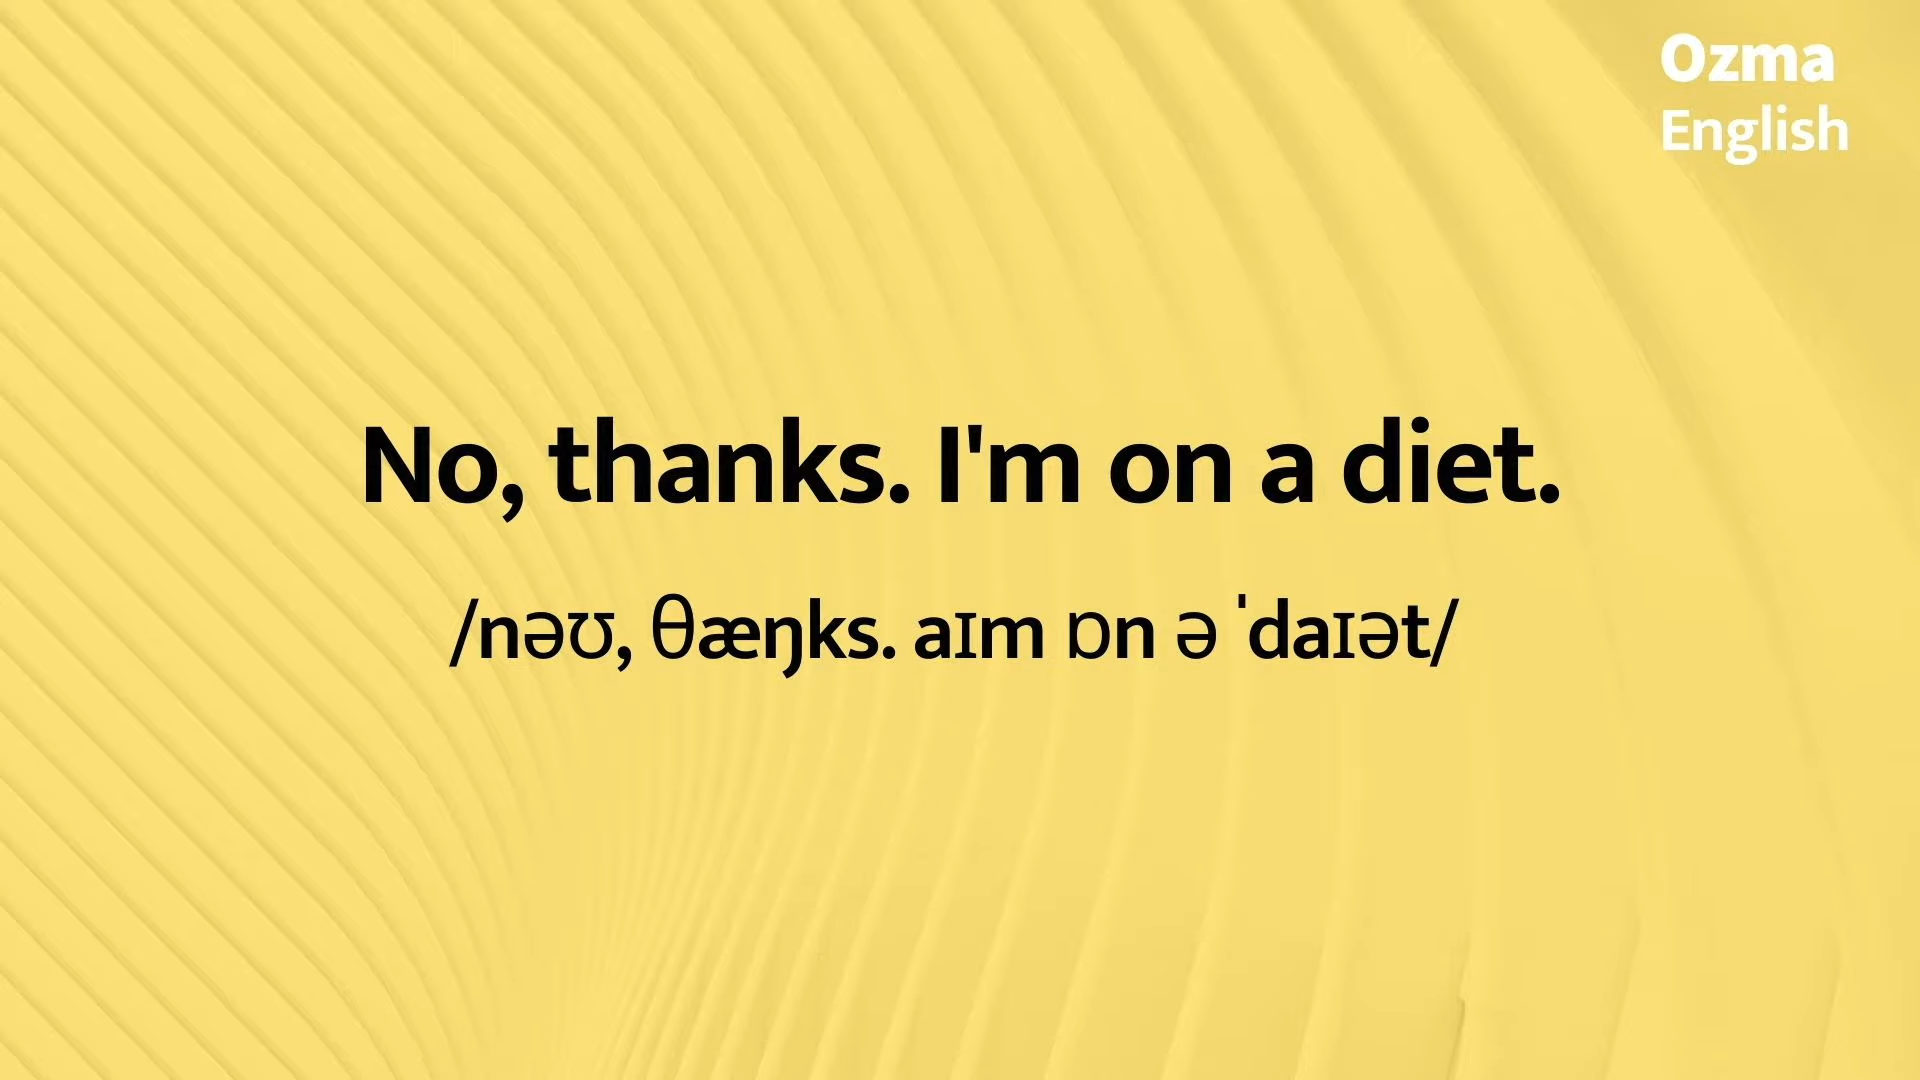 Ozma
English
No, thanks. I'm on a diet.
/nəʊ, θæŋks. aɪm ɒn ə ˈdaɪət/